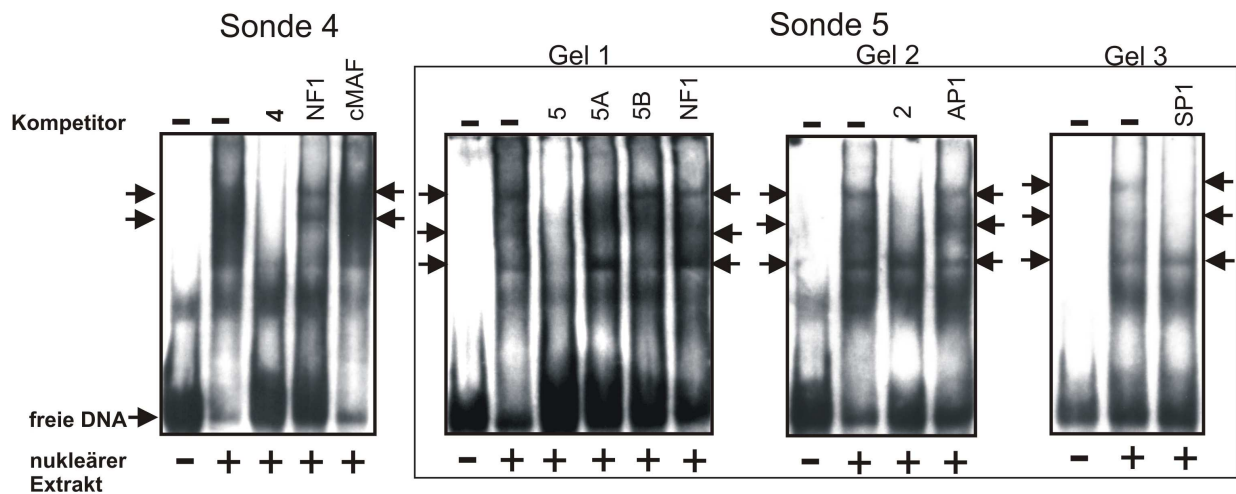 Sonde 4 Sonde 5
Gel 1 Gel 2 Gel 3
Kompetitor – – 4 NF1 cMAF – – 5 5A 5B NF1 – – 2 AP1 – – SP1
freie DNA
nukleärer – + + + + – + + + + + – + + + – + +
Extrakt